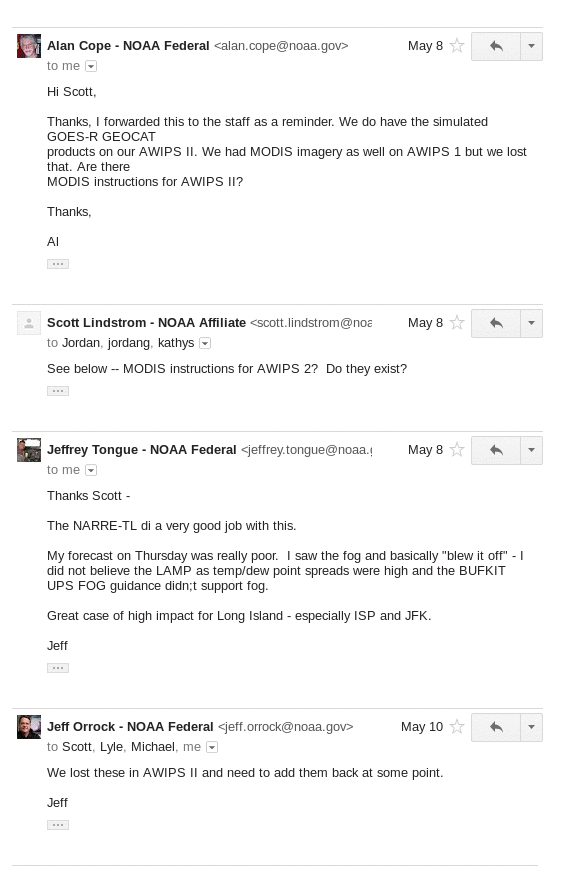 Alan Cope - NOAA Federal <alan.cope@noaa.gov> May 8
to me
Hi Scott,
Thanks, I forwarded this to the staff as a reminder. We do have the simulated
GOES-R GEOCAT
products on our AWIPS II. We had MODIS imagery as well on AWIPS 1 but we lost
that. Are there
MODIS instructions for AWIPS II?
Thanks,
Al
Scott Lindstrom - NOAA Affiliate <scott.lindstrom@noa May 8
to Jordan, jordang, kathys
See below -- MODIS instructions for AWIPS 2? Do they exist?
Jeffrey Tongue - NOAA Federal <jeffrey.tongue@noaa.g May 8
to me
Thanks Scott -
The NARRE-TL di a very good job with this.
My forecast on Thursday was really poor. I saw the fog and basically "blew it off" - I
did not believe the LAMP as temp/dew point spreads were high and the BUFKIT
UPS FOG guidance didn;t support fog.
Great case of high impact for Long Island - especially ISP and JFK.
Jeff
Jeff Orrock - NOAA Federal <jeff.orrock@noaa.gov> May 10
to Scott, Lyle, Michael, me
We lost these in AWIPS II and need to add them back at some point.
Jeff